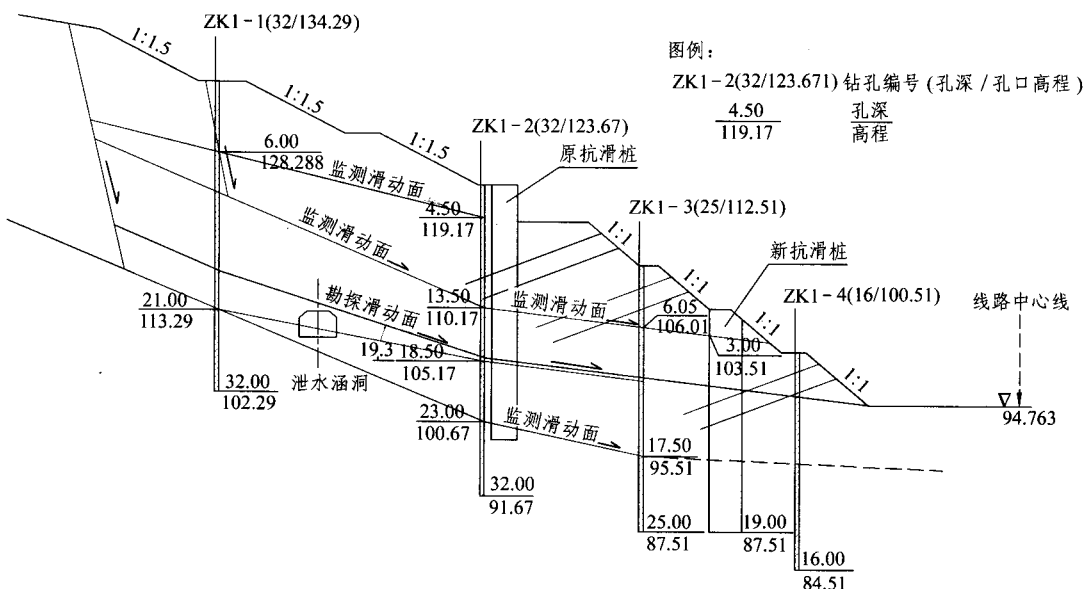 ZK1-1(32/134.29)
1:1.5
图例:
ZK1-2(32/123.671) 钻孔编号 (孔深 / 孔口高程)
4.50
119.17
孔深
高程
1:1.5
ZK1-2(32/123.67)
原抗滑桩
1:1.5
6.00
128.288
监测滑动面
4.50
119.17
ZK1-3(25/112.51)
1:1
新抗滑桩
监测滑动面
1:1
ZK1-4(16/100.51)
线路中心线
21.00
113.29
勘探滑动面
13.50
110.17
监测滑动面
6.05
106.01
1:1
3.00
103.51
19.3
18.50
105.17
1:1
94.763
泄水涵洞
32.00
102.29
23.00
100.67
监测滑动面
17.50
95.51
32.00
91.67
25.00
87.51
19.00
87.51
16.00
84.51